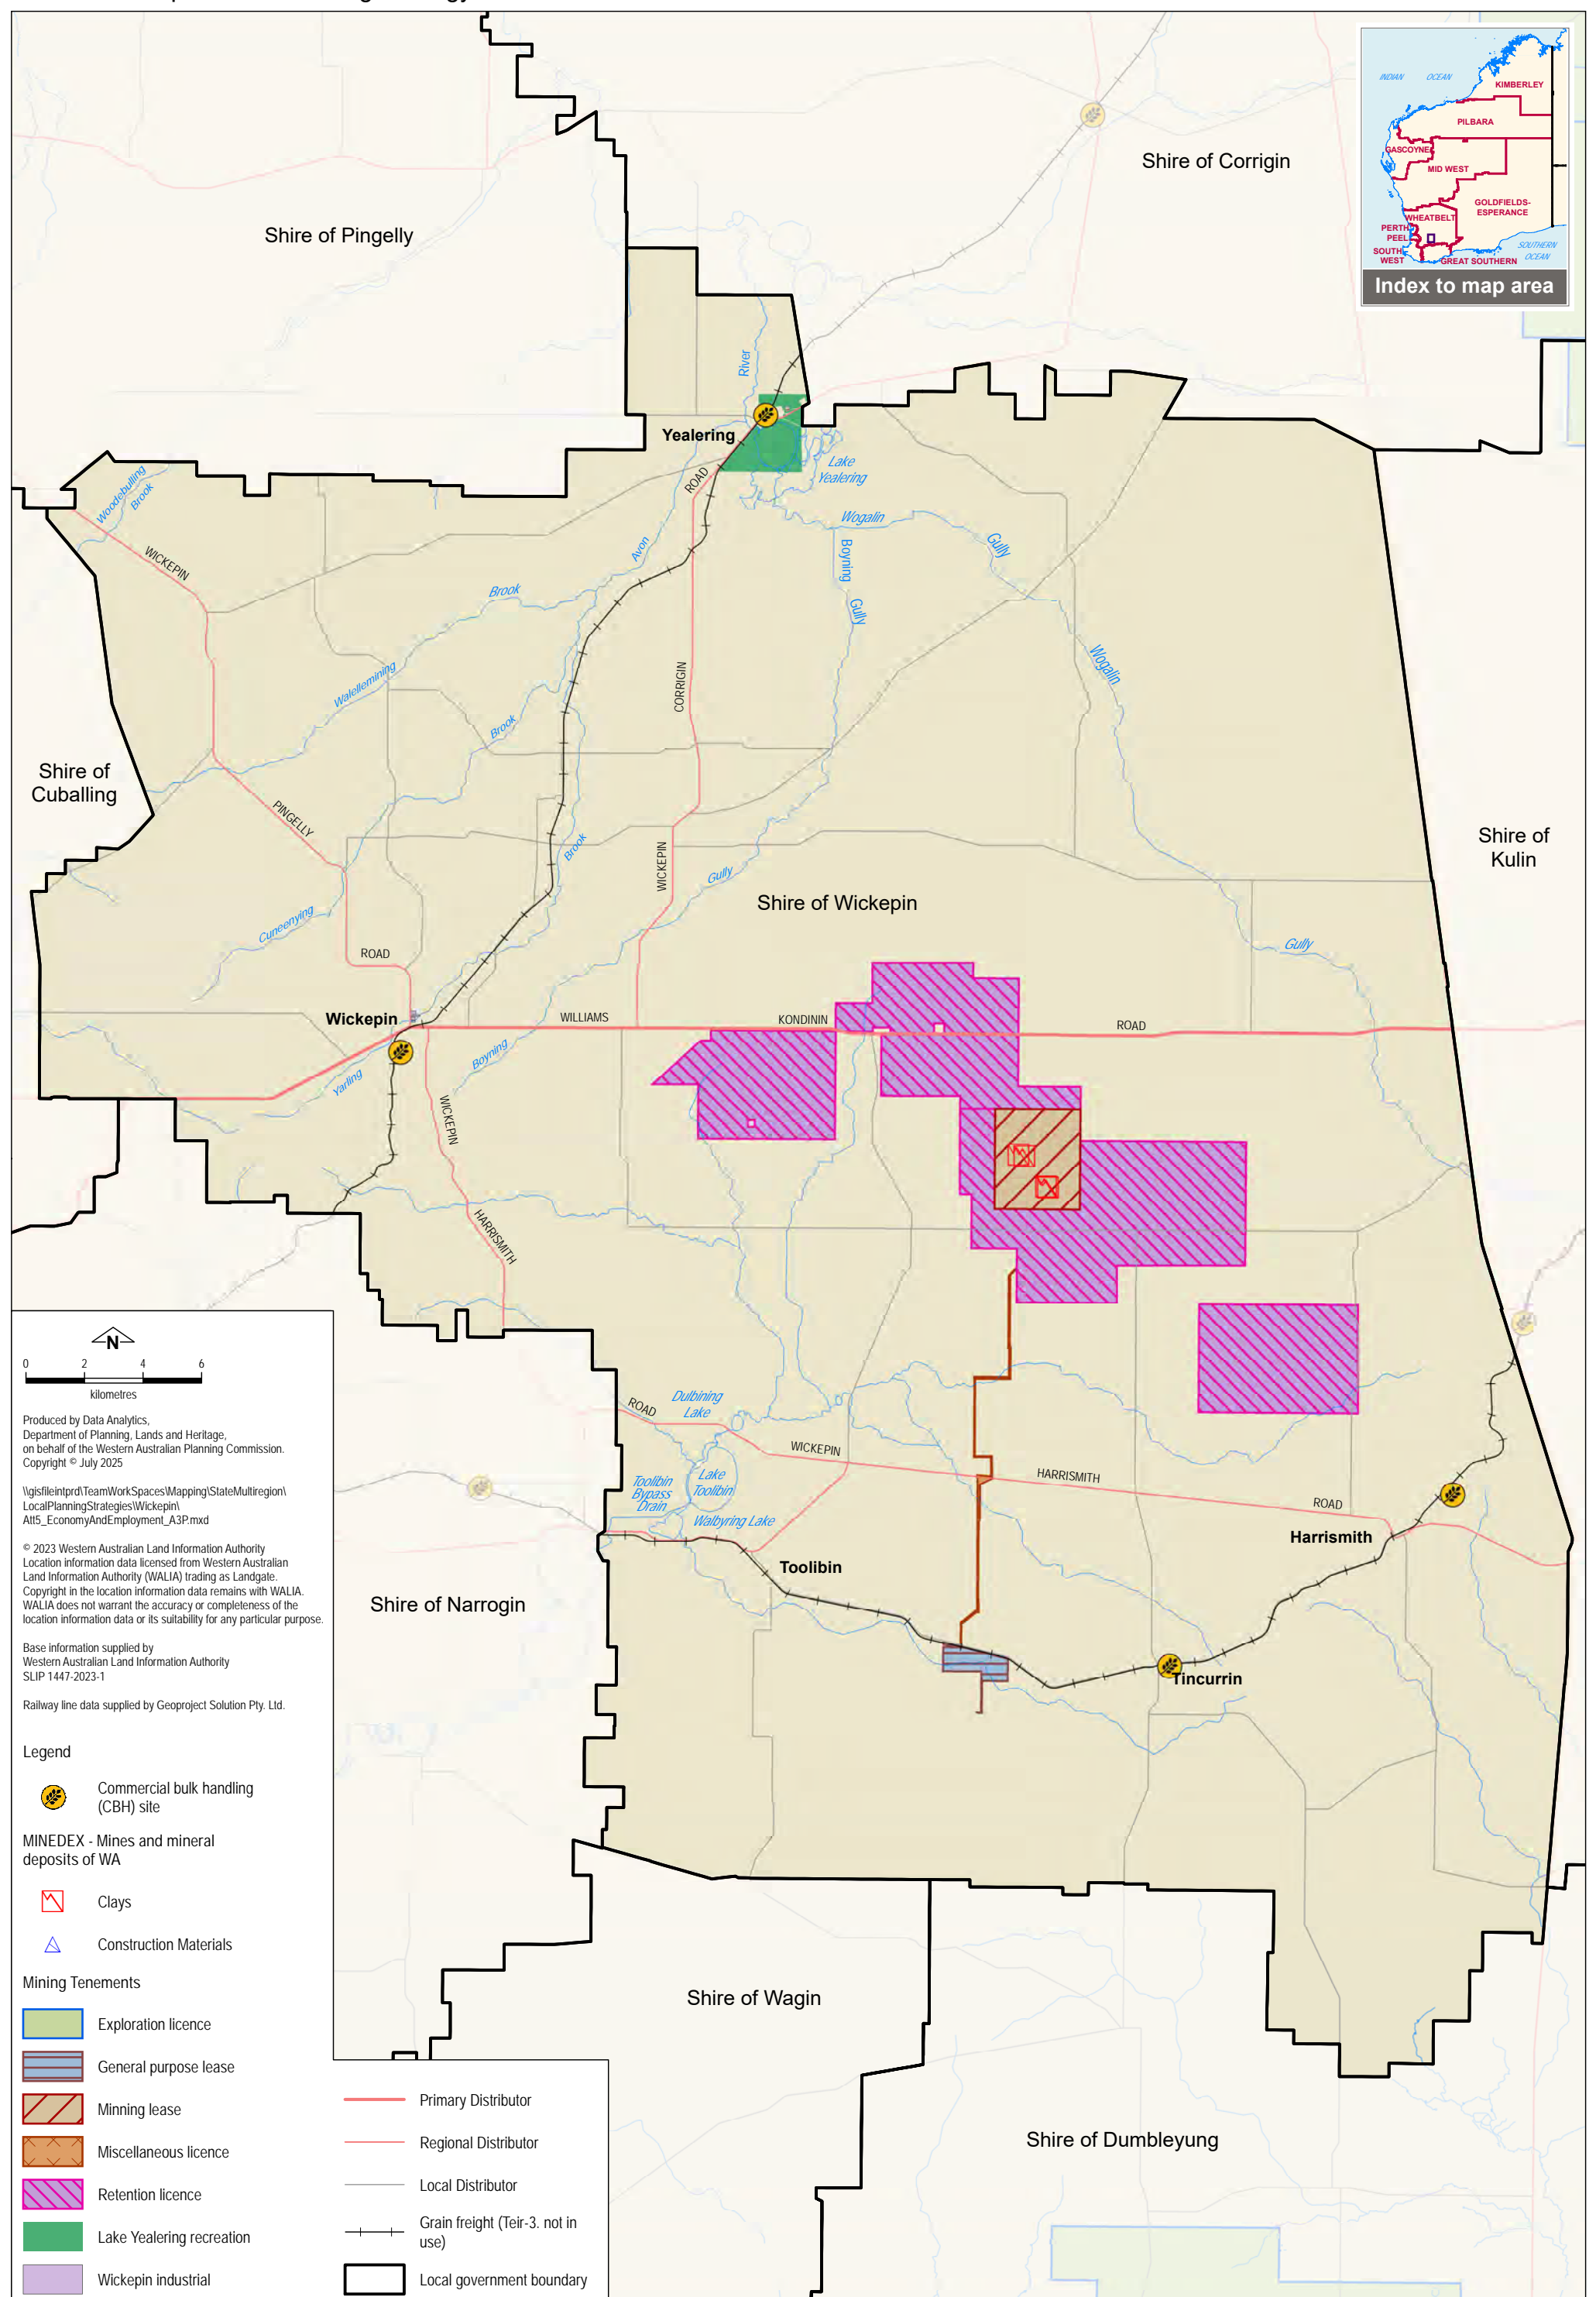 Shire of Corrigin
Shire of Pingelly
INDIAN OCEAN
KIMBERLEY
PILBARA
GASCOYNE
MID WEST
GOLDFIELDS-
ESPERANCE
WHEATBELT
PERTH
PEEL
SOUTH
WEST
GREAT SOUTHERN
SOUTHERN
OCEAN
Index to map area
River
Yealering
Lake
Yealering
ROAD
Woodebulling
Brook
WICKEPIN
Avon
Wogalin
Gully
Boyning
Gully
Brook
Walellemining
Wogalin
CORRIGIN
Brook
Shire of
Cuballing
PINGELLY
Brook
WICKEPIN
Gully
Shire of
Kulin
Shire of Wickepin
Cuneenying
ROAD
Gully
Wickepin
WILLIAMS
KONDININ
ROAD
Boyning
Yarling
WICKEPIN
HARRISMITH
Dulbining
Lake
ROAD
WICKEPIN
HARRISMITH
ROAD
Toolibin
Bypass
Drain
Lake
Toolibin
Walbyring Lake
Toolibin
Harrismith
Shire of Narrogin
Tincurrin
Shire of Wagin
Shire of Dumbleyung
N
0 2 4 6
kilometres
Produced by Data Analytics,
Department of Planning, Lands and Heritage,
on behalf of the Western Australian Planning Commission.
Copyright © July 2025
\\gisfileintprd\TeamWorkSpaces\Mapping\StateMultiregion\
LocalPlanningStrategies\Wickepin\
Att5_EconomyAndEmployment_A3P.mxd
© 2023 Western Australian Land Information Authority
Location information data licensed from Western Australian
Land Information Authority (WALIA) trading as Landgate.
Copyright in the location information data remains with WALIA.
WALIA does not warrant the accuracy or completeness of the
location information data or its suitability for any particular purpose.
Base information supplied by
Western Australian Land Information Authority
SLIP 1447-2023-1
Railway line data supplied by Geoproject Solution Pty. Ltd.
Legend
Commercial bulk handling
(CBH) site
MINEDEX - Mines and mineral
deposits of WA
Clays
Construction Materials
Mining Tenements
Exploration licence
General purpose lease
Minning lease
Miscellaneous licence
Retention licence
Lake Yealering recreation
Wickepin industrial
Primary Distributor
Regional Distributor
Local Distributor
Grain freight (Teir-3. not in
use)
Local government boundary